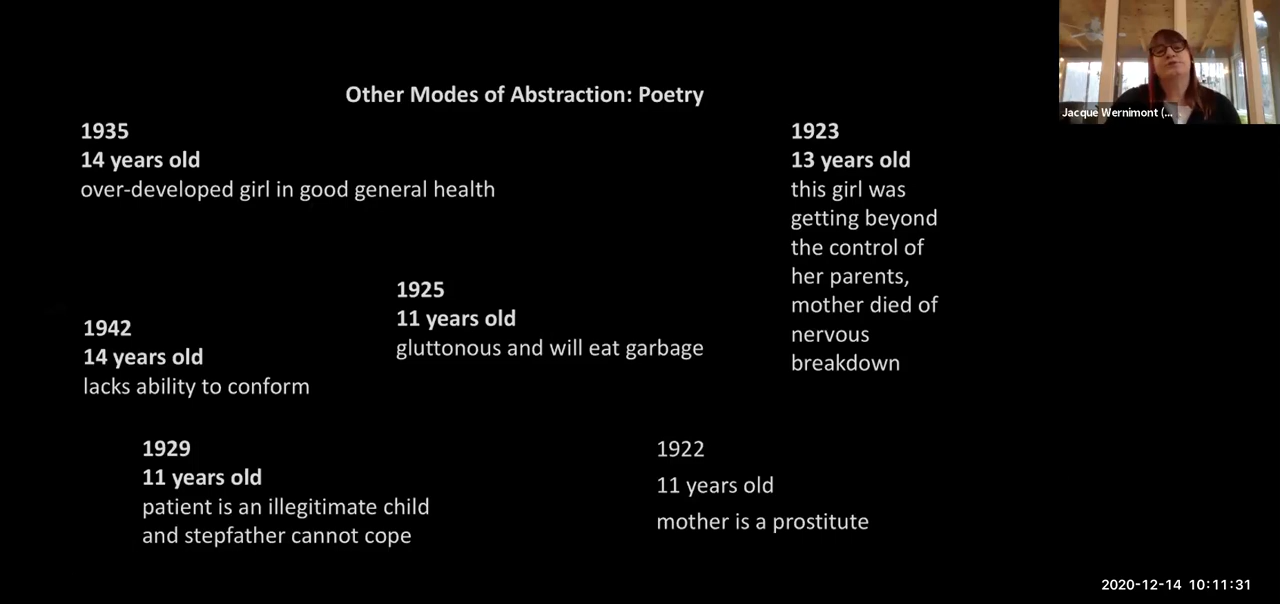 Other Modes of Abstraction: Poetry
1935
14 years old
over-developed girl in good general health
1923
13 years old
this girl was
getting beyond
the control of
her parents,
mother died of
nervous
breakdown
1925
11 years old
gluttonous and will eat garbage
1942
14 years old
lacks ability to conform
1929
11 years old
patient is an illegitimate child
and stepfather cannot cope
1922
11 years old
mother is a prostitute
Jacque Wernimont (...
2020-12-14 10:11:31